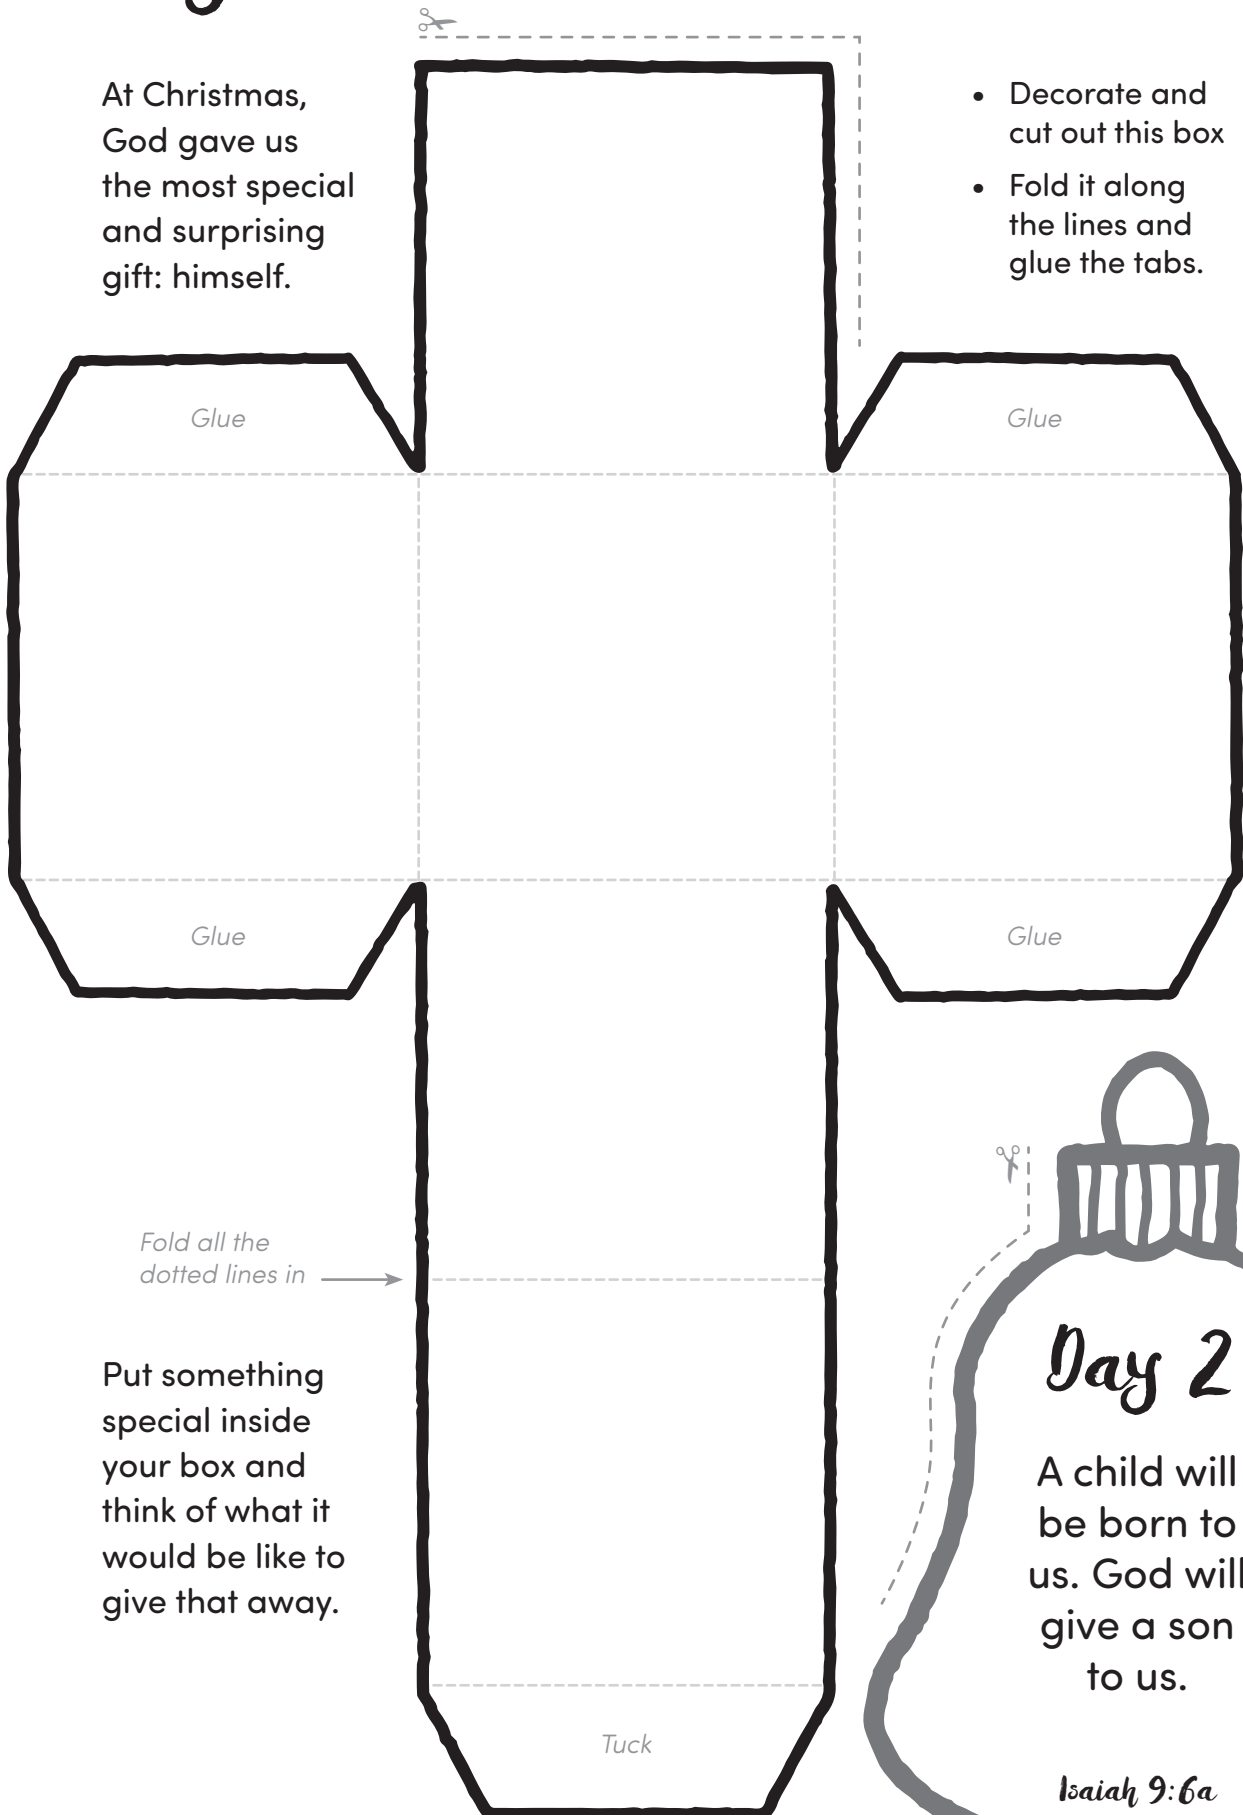 At Christmas,
God gave us
the most special
and surprising
gift: himself.
• Decorate and
cut out this box
• Fold it along
the lines and
glue the tabs.
Glue
Glue
Glue
Glue
Fold all the
dotted lines in
Put something
special inside
your box and
think of what it
would be like to
give that away.
Tuck
Day 2
A child will
be born to
us. God will
give a son
to us.
Isaiah 9:6a